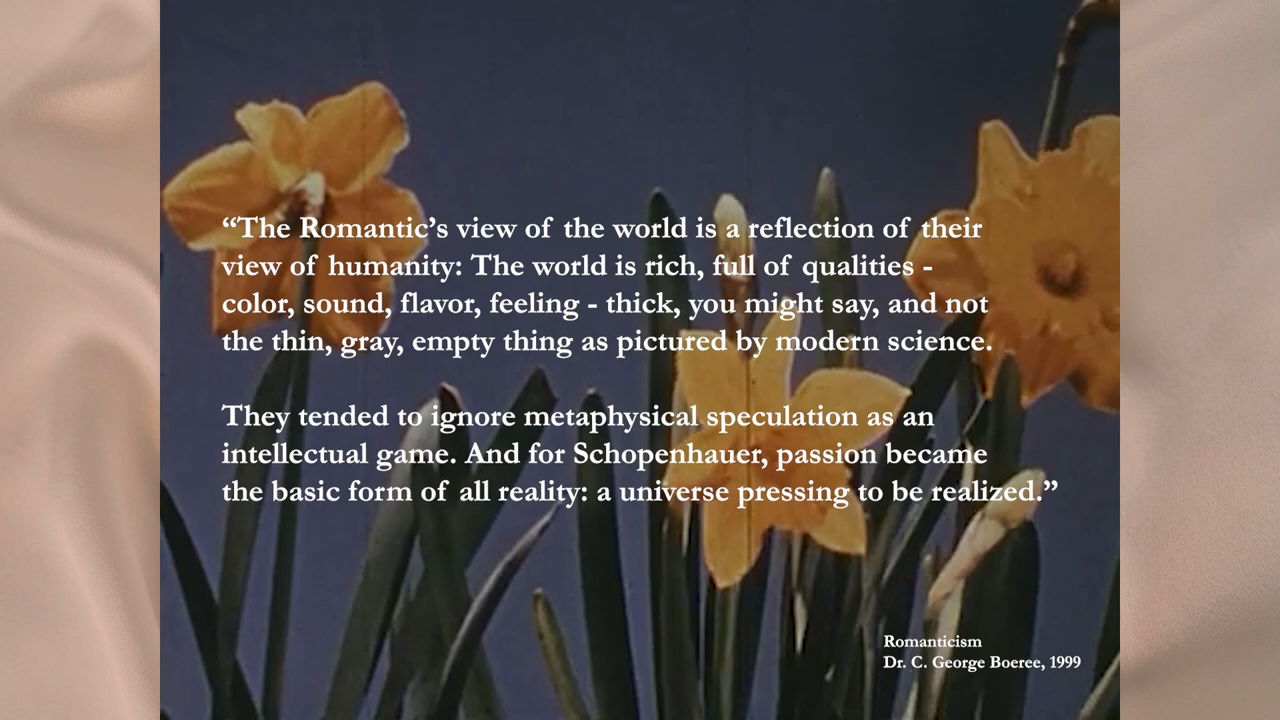 “The Romantic’s view of the world is a reflection of their
view of humanity: The world is rich, full of qualities -
color, sound, flavor, feeling - thick, you might say, and not
the thin, gray, empty thing as pictured by modern science.
They tended to ignore metaphysical speculation as an
intellectual game. And for Schopenhauer, passion became
the basic form of all reality: a universe pressing to be realized.”
Romanticism
Dr. C. George Boeree, 1999